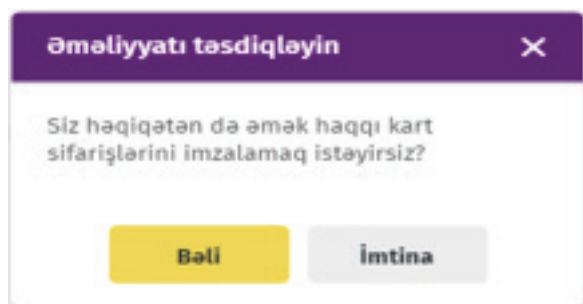 Əməliyyatı təsdiqləyin
Siz həqiqətən də əmək haqqı kart
sifarişlərini imzalamaq istəyirsiz?
Bəli
İmtina